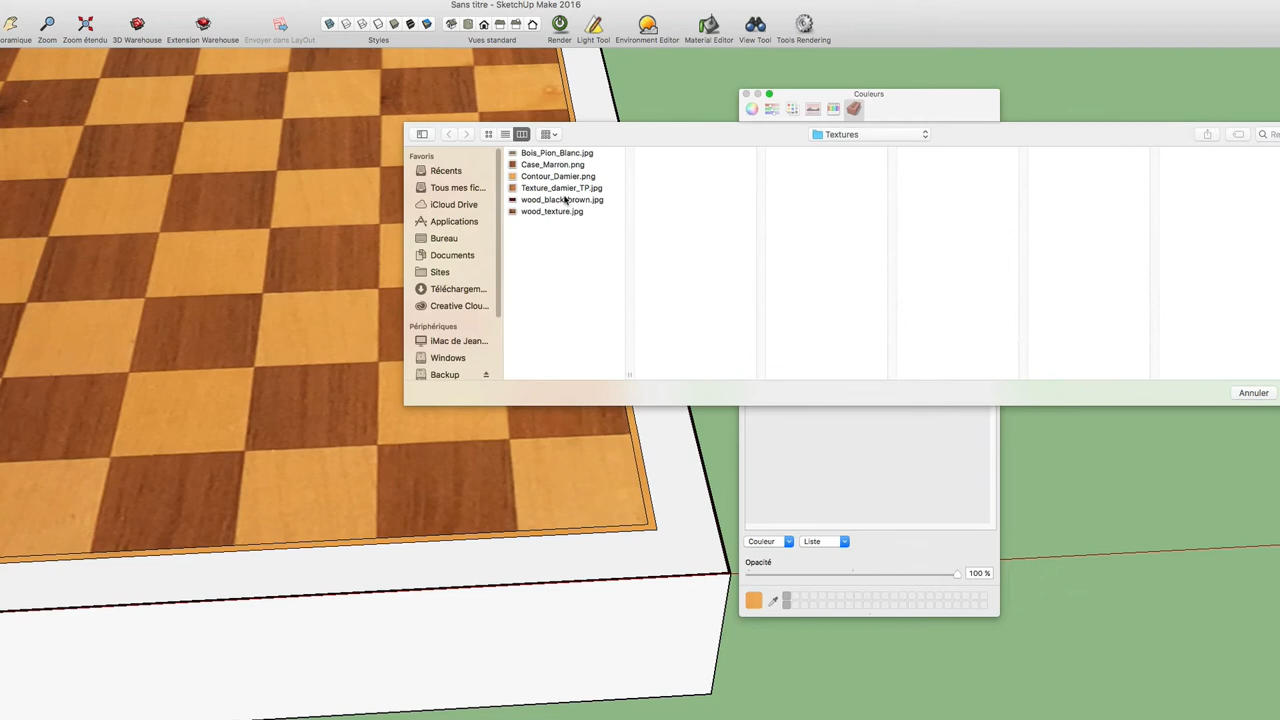 Sans titre - SketchUp Make 2016
oramique Zoom Zoom étendu 3D Warehouse Extension Warehouse Envoyer dans LayOut Styles Vues standard Render Light Tool Environment Editor Material Editor View Tool Tools Rendering
Couleurs
Textures
Re
Favoris
Récents
Tous mes fic...
iCloud Drive
Applications
Bureau
Documents
Sites
Téléchargem...
Creative Clou...
Périphériques
iMac de Jean...
Windows
Backup
Bois_Pion_Blanc.jpg
Case_Marron.png
Contour_Damier.png
Texture_damier_TP.jpg
wood_black_brown.jpg
wood_texture.jpg
Annuler
Couleur Liste
Opacité
100 %